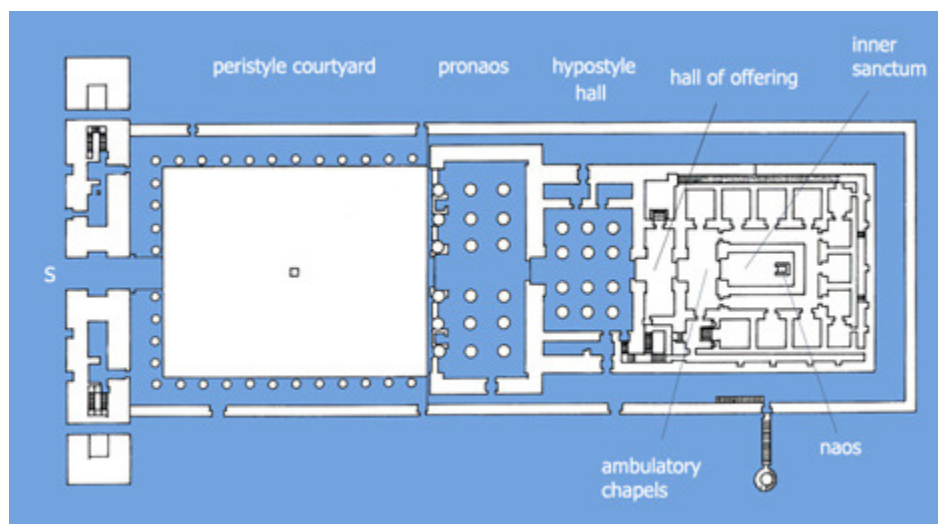 peristyle courtyard
pronaos
hypostyle
hall
hall of offering
inner
sanctum
S
ambulatory
chapels
naos